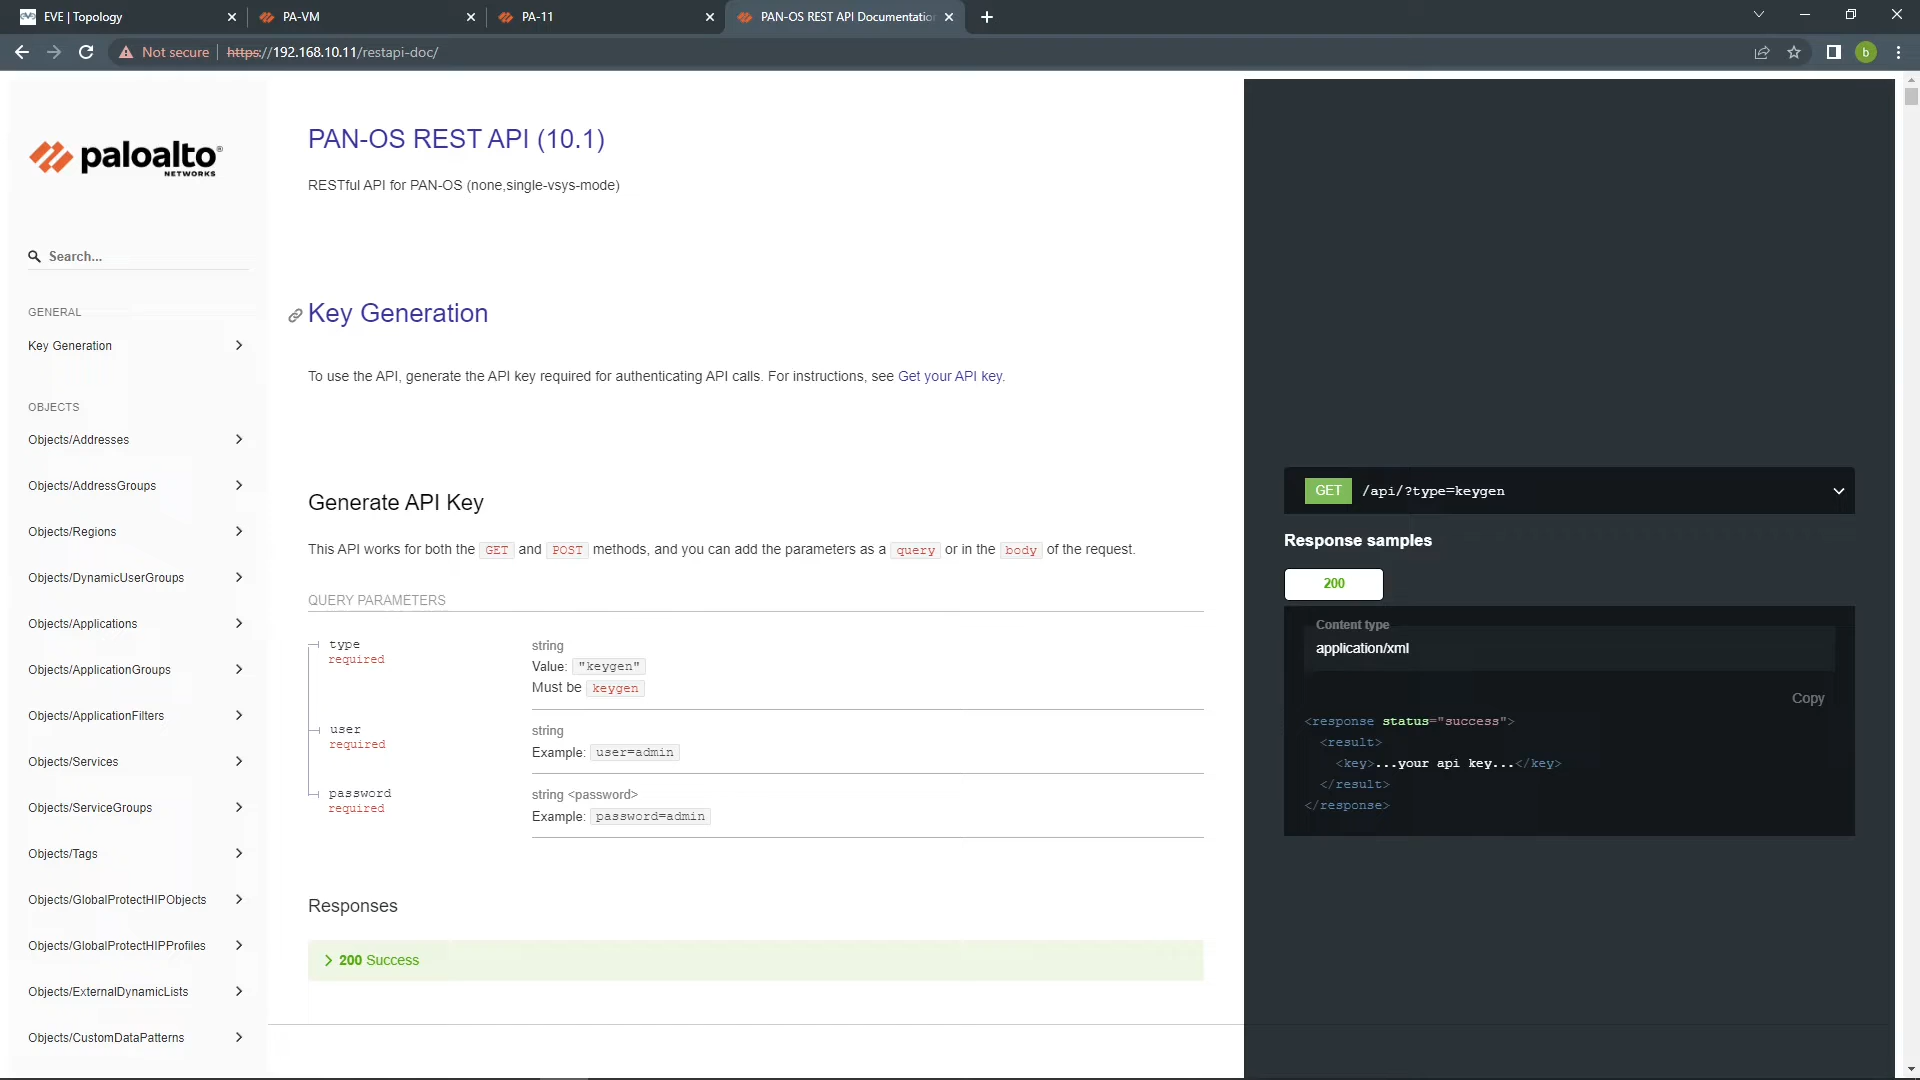 EVE | Topology
PA-VM
PA-11
PAN-OS REST API Documentatio
Not secure
https://192.168.10.11/restapi-doc/
b
paloalto®
NETWORKS
Search...
GENERAL
Key Generation
OBJECTS
Objects/Addresses
Objects/AddressGroups
Objects/Regions
Objects/DynamicUserGroups
Objects/Applications
Objects/ApplicationGroups
Objects/ApplicationFilters
Objects/Services
Objects/ServiceGroups
Objects/Tags
Objects/GlobalProtectHIPObjects
Objects/GlobalProtectHIPProfiles
Objects/ExternalDynamicLists
Objects/CustomDataPatterns
PAN-OS REST API (10.1)
RESTful API for PAN-OS (none,single-vsys-mode)
Key Generation
To use the API, generate the API key required for authenticating API calls. For instructions, see Get your API key.
Generate API Key
This API works for both the GET and POST methods, and you can add the parameters as a query or in the body of the request.
QUERY PARAMETERS
type
required
string
Value: "keygen"
Must be keygen
user
required
string
Example: user=admin
password
required
string <password>
Example: password=admin
Responses
200 Success
GET /api/?type=keygen
Response samples
200
Content type
application/xml
Copy
<response status="success">
<result>
<key>...your api key...</key>
</result>
</response>